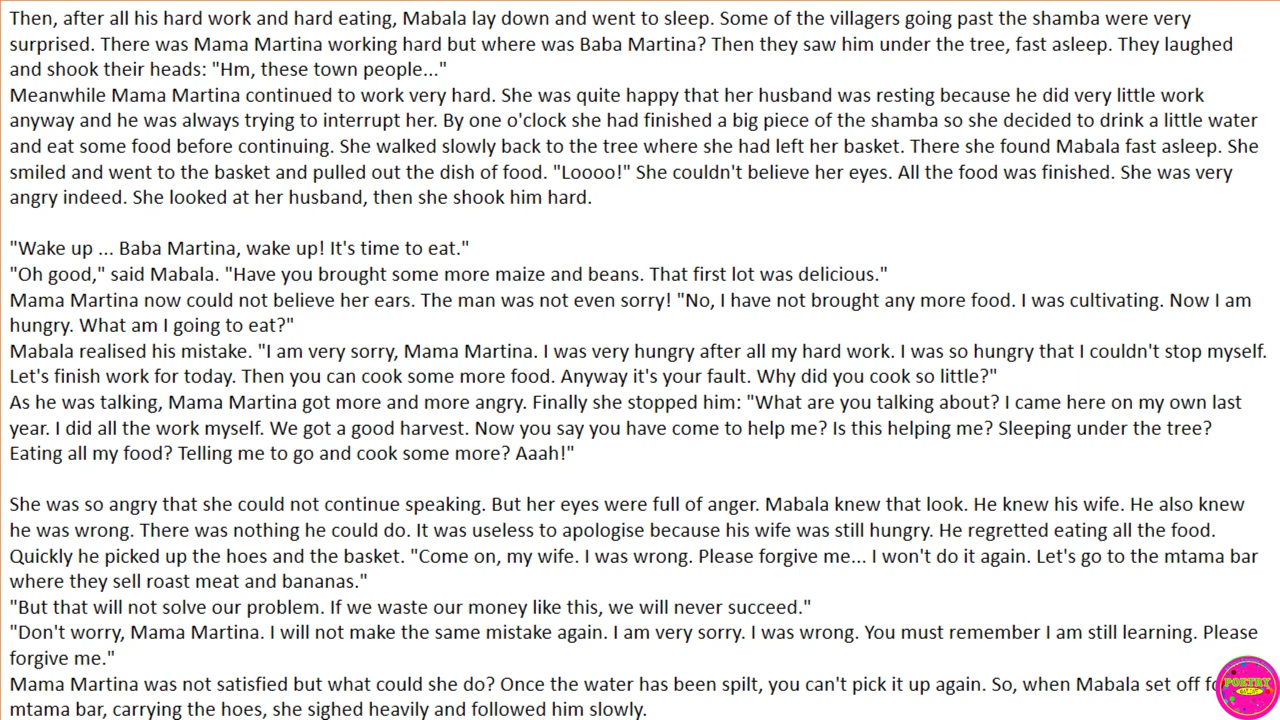 Then, after all his hard work and hard eating, Mabala lay down and went to sleep. Some of the villagers going past the shamba were very
surprised. There was Mama Martina working hard but where was Baba Martina? Then they saw him under the tree, fast asleep. They laughed
and shook their heads: "Hm, these town people..."
Meanwhile Mama Martina continued to work very hard. She was quite happy that her husband was resting because he did very little work
anyway and he was always trying to interrupt her. By one o'clock she had finished a big piece of the shamba so she decided to drink a little water
and eat some food before continuing. She walked slowly back to the tree where she had left her basket. There she found Mabala fast asleep. She
smiled and went to the basket and pulled out the dish of food. "Loooo!" She couldn't believe her eyes. All the food was finished. She was very
angry indeed. She looked at her husband, then she shook him hard.
"Wake up ... Baba Martina, wake up! It's time to eat."
"Oh good," said Mabala. "Have you brought some more maize and beans. That first lot was delicious."
Mama Martina now could not believe her ears. The man was not even sorry! "No, I have not brought any more food. I was cultivating. Now I am
hungry. What am I going to eat?"
Mabala realised his mistake. "I am very sorry, Mama Martina. I was very hungry after all my hard work. I was so hungry that I couldn't stop myself.
Let's finish work for today. Then you can cook some more food. Anyway it's your fault. Why did you cook so little?"
As he was talking, Mama Martina got more and more angry. Finally she stopped him: "What are you talking about? I came here on my own last
year. I did all the work myself. We got a good harvest. Now you say you have come to help me? Is this helping me? Sleeping under the tree?
Eating all my food? Telling me to go and cook some more? Aaah!"
She was so angry that she could not continue speaking. But her eyes were full of anger. Mabala knew that look. He knew his wife. He also knew
he was wrong. There was nothing he could do. It was useless to apologise because his wife was still hungry. He regretted eating all the food.
Quickly he picked up the hoes and the basket. "Come on, my wife. I was wrong. Please forgive me... I won't do it again. Let's go to the mtama bar
where they sell roast meat and bananas."
"But that will not solve our problem. If we waste our money like this, we will never succeed."
"Don't worry, Mama Martina. I will not make the same mistake again. I am very sorry. I was wrong. You must remember I am still learning. Please
forgive me."
Mama Martina was not satisfied but what could she do? Once the water has been spilt, you can't pick it up again. So, when Mabala set off
mtama bar, carrying the hoes, she sighed heavily and followed him slowly.
POETRY